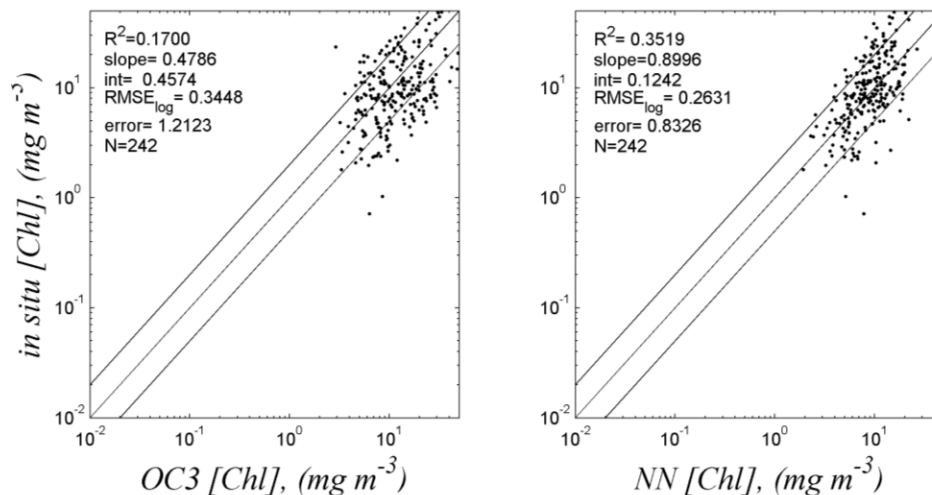 R²=0.1700
slope= 0.4786
int= 0.4574
RMSE_log= 0.3448
error= 1.2123
N=242
10¹
10⁰
10⁻¹
10⁻²
10⁻² 10⁻¹ 10⁰ 10¹
in situ [Chl], (mg m⁻³)
OC3 [Chl], (mg m⁻³)
R²= 0.3519
slope= 0.8996
int= 0.1242
RMSE_log= 0.2631
error= 0.8326
N=242
10¹
10⁰
10⁻¹
10⁻²
10⁻² 10⁻¹ 10⁰ 10¹
NN [Chl], (mg m⁻³)